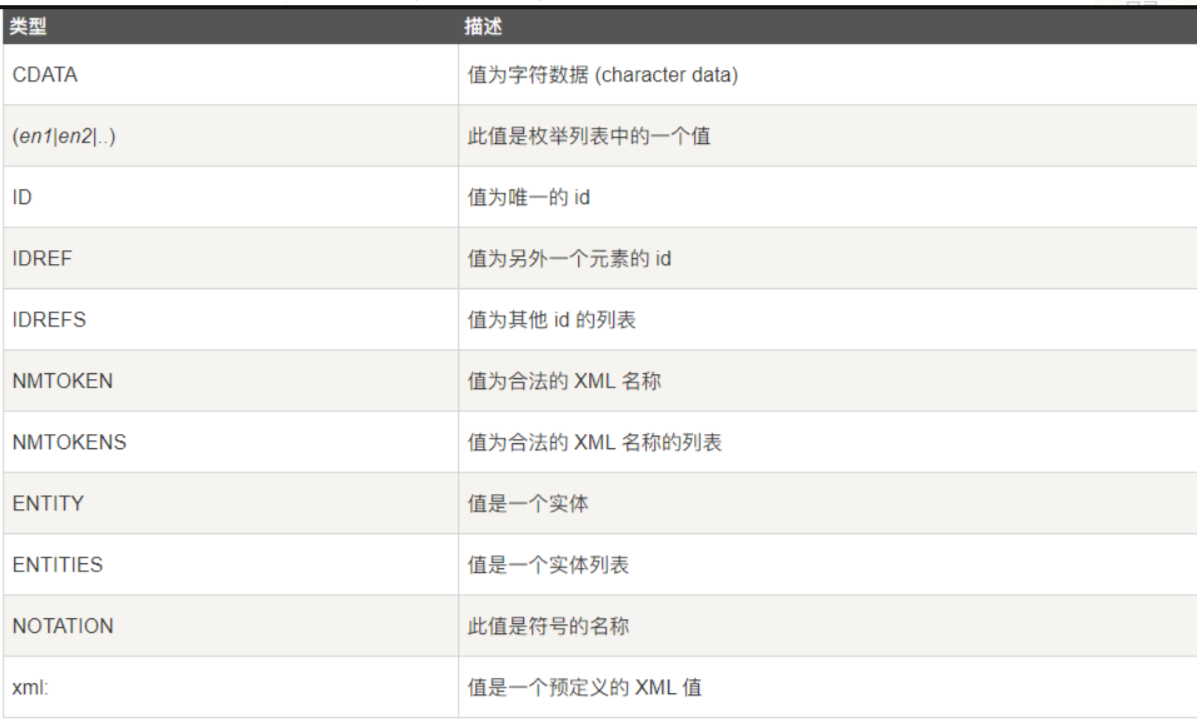 类型 描述
CDATA 值为字符数据 (character data)
(en1|en2|..) 此值是枚举列表中的一个值
ID 值为唯一的 id
IDREF 值为另外一个元素的 id
IDREFS 值为其他 id 的列表
NMTOKEN 值为合法的 XML 名称
NMTOKENS 值为合法的 XML 名称的列表
ENTITY 值是一个实体
ENTITIES 值是一个实体列表
NOTATION 此值是符号的名称
xml: 值是一个预定义的 XML 值